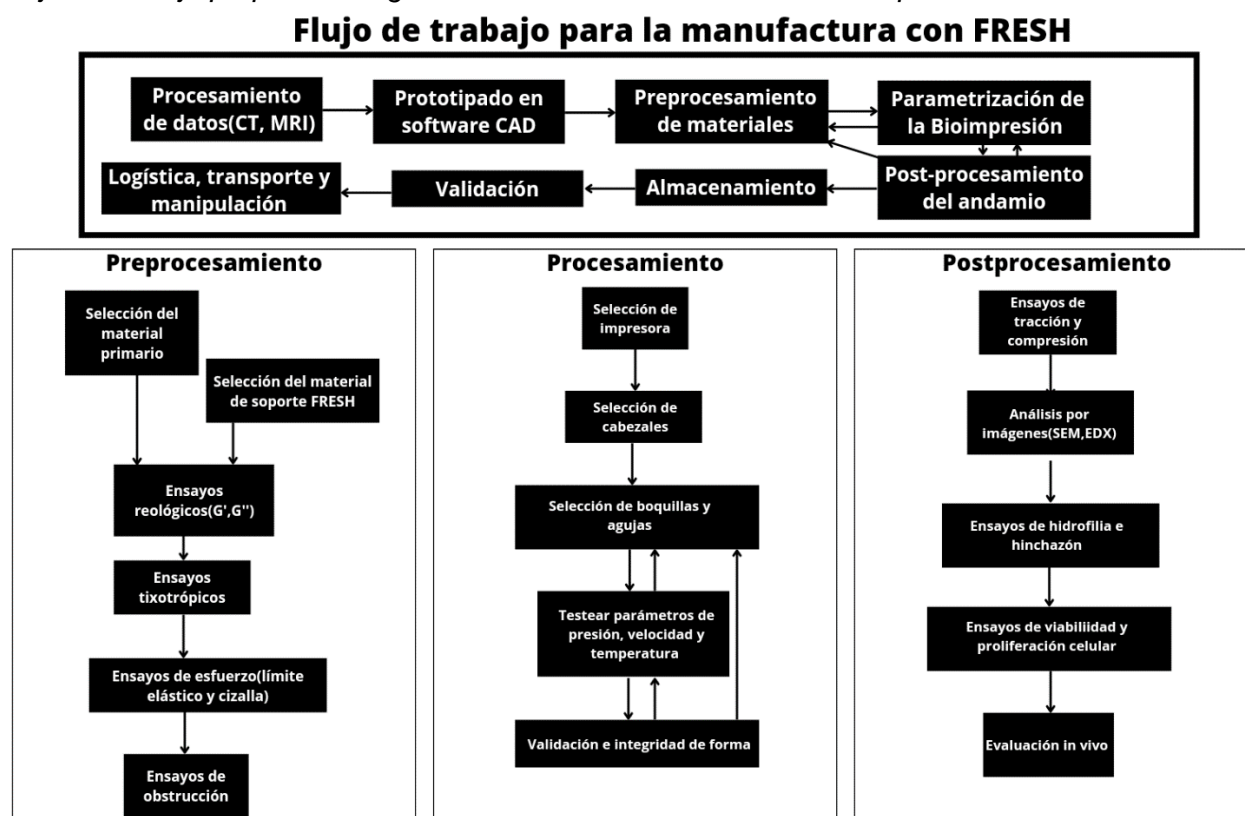 Flujo de trabajo para la manufactura con FRESH
Procesamiento
de datos(CT, MRI)
Prototipado en
software CAD
Preprocesamiento
de materiales
Parametrización de
la Bioimpresión
Logística, transporte y
manipulación
Validación
Almacenamiento
Post-procesamiento
del andamio
Preprocesamiento
Selección del
material
primario
Selección del material
de soporte FRESH
Ensayos
reológicos(G',G'')
Ensayos
tixotrópicos
Ensayos de esfuerzo(límite
elástico y cizalla)
Ensayos de
obstrucción
Procesamiento
Selección de
impresora
Selección de
cabezales
Selección de boquillas y
agujas
Testear parámetros de
presión, velocidad y
temperatura
Validación e integridad de forma
Postprocesamiento
Ensayos de
tracción y
compresión
Análisis por
imágenes(SEM,EDX)
Ensayos de hidrofilia e
hinchazón
Ensayos de viabiliidad y
proliferación celular
Evaluación in vivo